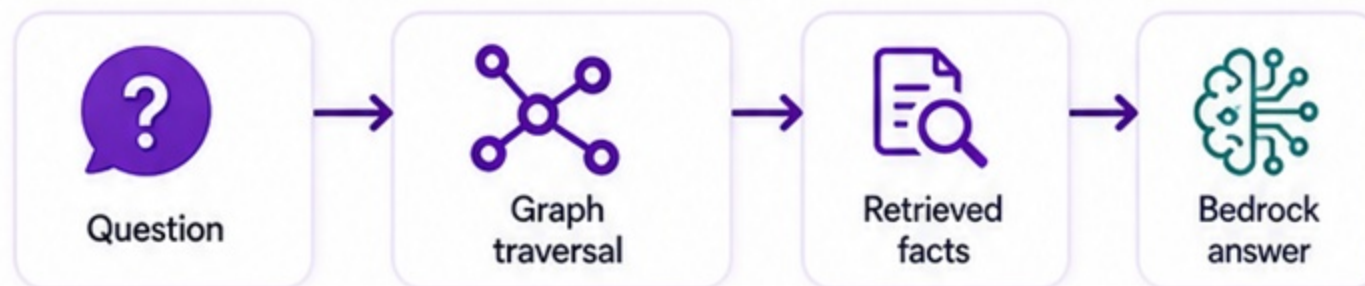 Question
Graph
traversal
Retrieved
facts
Bedrock
answer